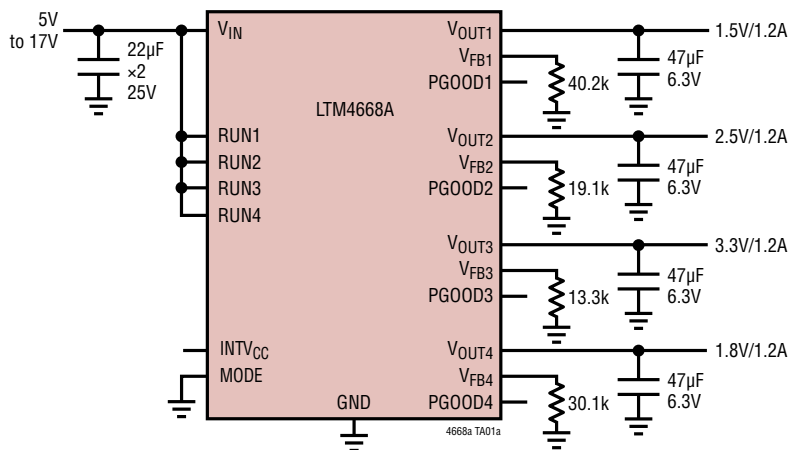 5V
to 17V
22µF
×2
25V
VIN
RUN1
RUN2
RUN3
RUN4
INTVCC
MODE
LTM4668A
GND
VOUT1
VFB1
PGOOD1
VOUT2
VFB2
PGOOD2
VOUT3
VFB3
PGOOD3
VOUT4
VFB4
PGOOD4
40.2k
47µF
6.3V
1.5V/1.2A
19.1k
47µF
6.3V
2.5V/1.2A
13.3k
47µF
6.3V
3.3V/1.2A
30.1k
47µF
6.3V
1.8V/1.2A
4668a TA01a